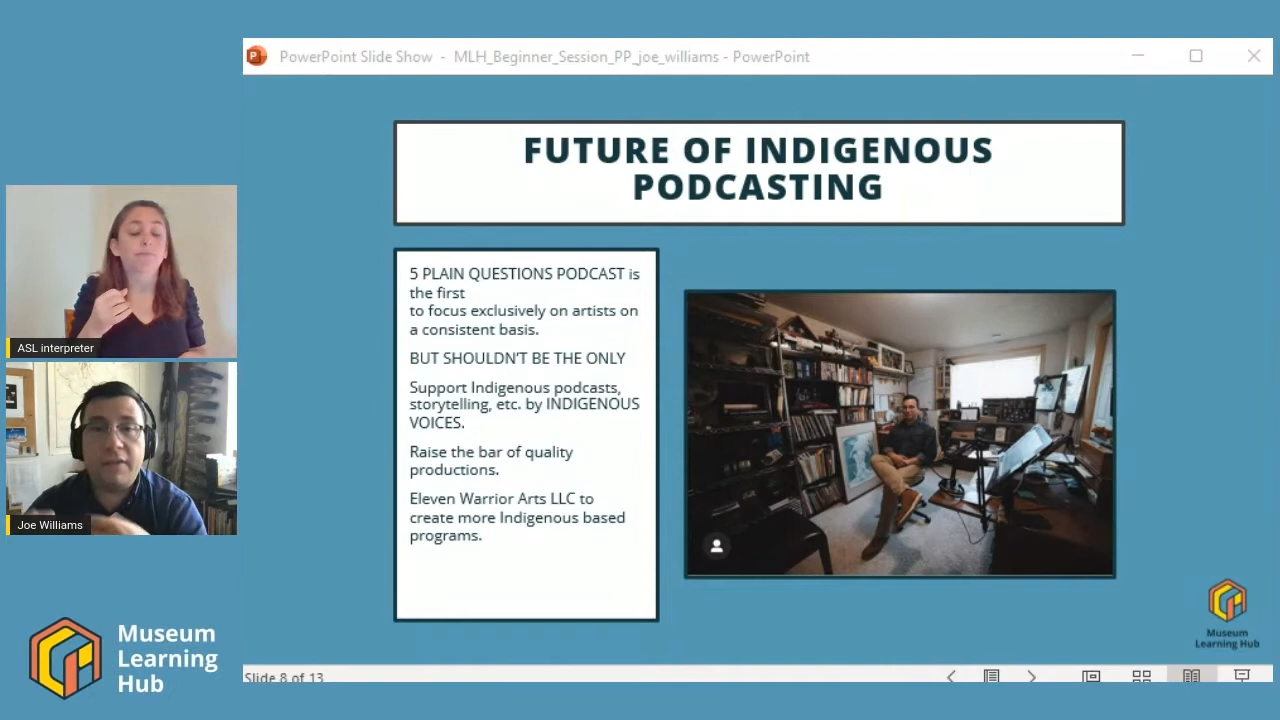 PowerPoint Slide Show - MLH_Beginner_Session_PP_joe_williams - PowerPoint
FUTURE OF INDIGENOUS
PODCASTING
5 PLAIN QUESTIONS PODCAST is
the first
to focus exclusively on artists on
a consistent basis.
BUT SHOULDN'T BE THE ONLY
Support Indigenous podcasts,
storytelling, etc. by INDIGENOUS
VOICES.
Raise the bar of quality
productions.
Eleven Warrior Arts LLC to
create more Indigenous based
programs.
ASL interpreter
Joe Williams
Museum
Learning
Hub
Museum
Learning Hub
Slide 8 of 13